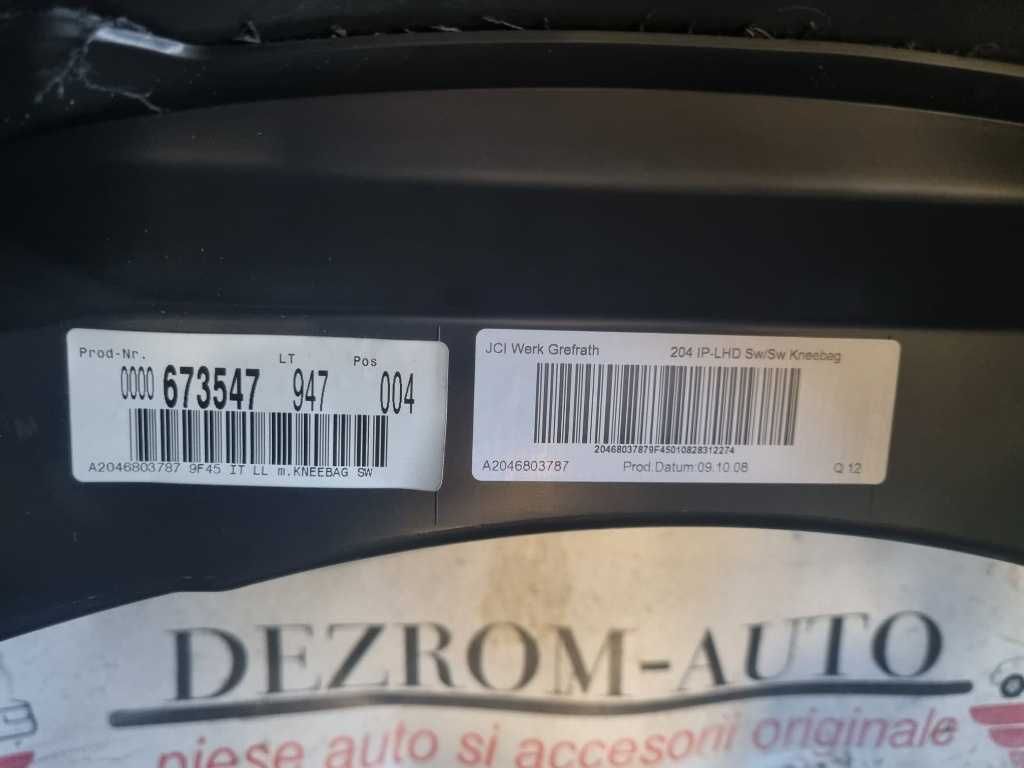 Prod-Nr. LT Pos
0000 673547 947 004
A2046803787 9F45 IT LL m.KNEEBAG SW
JCI Werk Grefrath 204 IP-LHD Sw/Sw Kneebag
20468037879F45010828312274
A2046803787 Prod.Datum:09.10.08 Q 12
DEZROM-AUTO
piese auto si accesorii originale